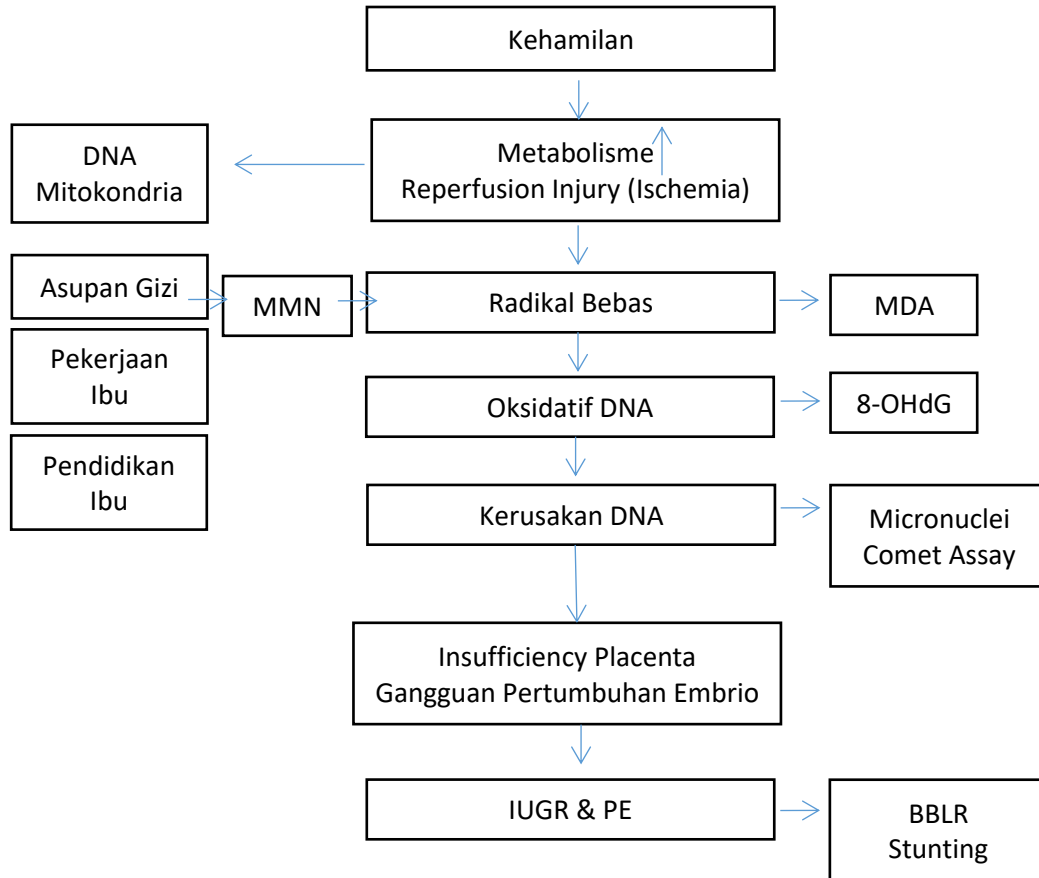 Kehamilan
DNA
Mitokondria
Metabolisme
Reperfusion Injury (Ischemia)
Asupan Gizi
MMN
Radikal Bebas
MDA
Pekerjaan
Ibu
Oksidatif DNA
8-OHdG
Pendidikan
Ibu
Kerusakan DNA
Micronuclei
Comet Assay
Insufficiency Placenta
Gangguan Pertumbuhan Embrio
IUGR & PE
BBLR
Stunting